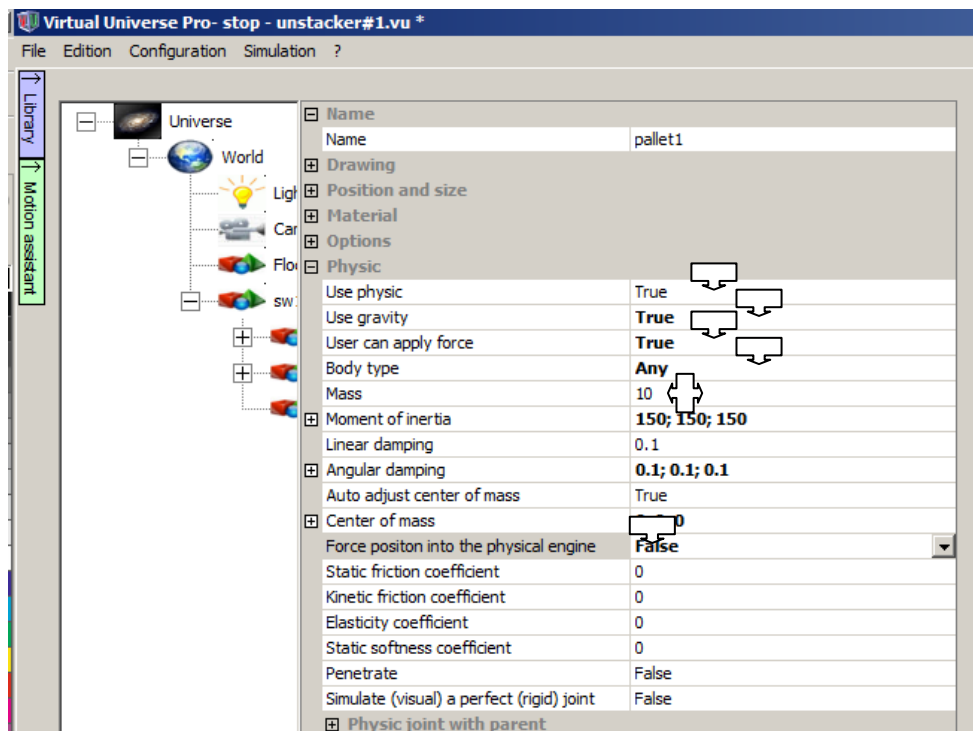 Virtual Universe Pro- stop - unstacker#1.vu *
File Edition Configuration Simulation ?
Library
Motion assistant
Universe
World
Ligh
Car
Floo
sw
Name
Name pallet1
Drawing
Position and size
Material
Options
Physic
Use physic True
Use gravity True
User can apply force True
Body type Any
Mass 10
Moment of inertia 150; 150; 150
Linear damping 0.1
Angular damping 0.1; 0.1; 0.1
Auto adjust center of mass True
Center of mass
Force positon into the physical engine False
Static friction coefficient 0
Kinetic friction coefficient 0
Elasticity coefficient 0
Static softness coefficient 0
Penetrate False
Simulate (visual) a perfect (rigid) joint False
Physic joint with parent